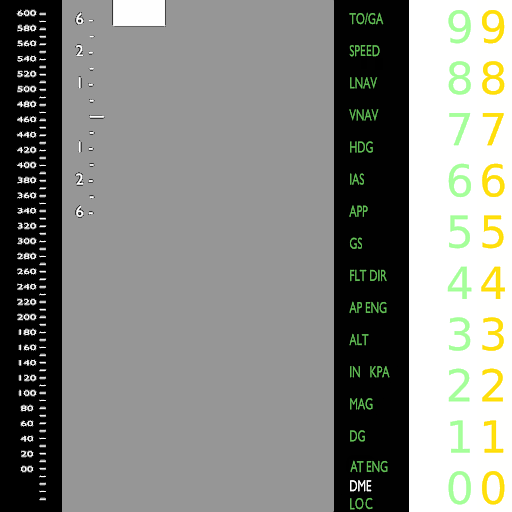 600
580
560
540
520
500
480
460
440
420
400
380
360
340
320
300
280
260
240
220
200
180
160
140
120
100
80
60
40
20
00
6
2
1
1
2
6
TO/GA
SPEED
LNAV
VNAV
HDG
IAS
APP
GS
FLT DIR
AP ENG
ALT
IN KPA
MAG
DG
AT ENG
DME
LOC
9 9
8 8
7 7
6 6
5 5
4 4
3 3
2 2
1 1
0 0